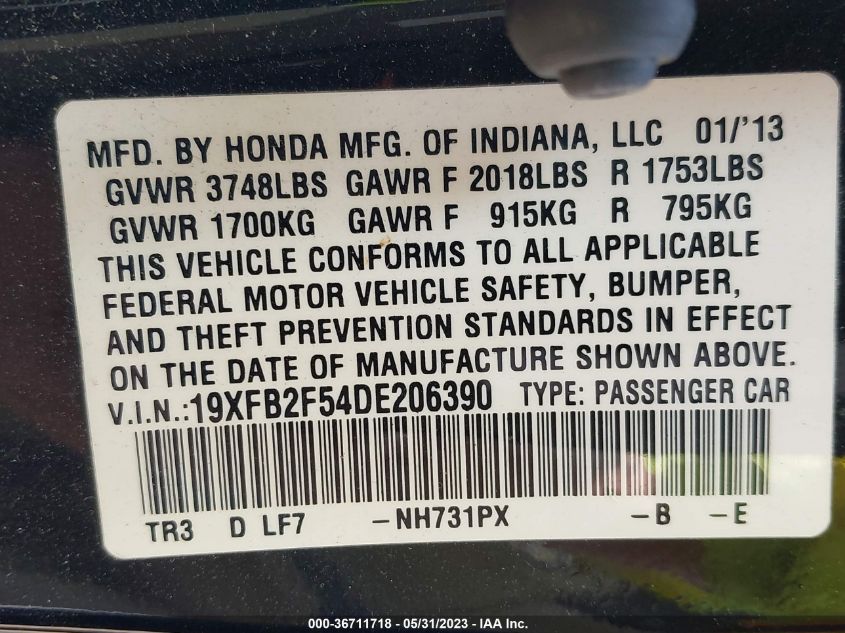 MFD. BY HONDA MFG. OF INDIANA, LLC 01/'13
GVWR 3748LBS GAWR F 2018LBS R 1753LBS
GVWR 1700KG GAWR F 915KG R 795KG
THIS VEHICLE CONFORMS TO ALL APPLICABLE
FEDERAL MOTOR VEHICLE SAFETY, BUMPER,
AND THEFT PREVENTION STANDARDS IN EFFECT
ON THE DATE OF MANUFACTURE SHOWN ABOVE.
V.I.N.:19XFB2F54DE206390 TYPE: PASSENGER CAR
TR3 D LF7 -NH731PX -B -E
000-36711718 - 05/31/2023 - IAAI Inc.